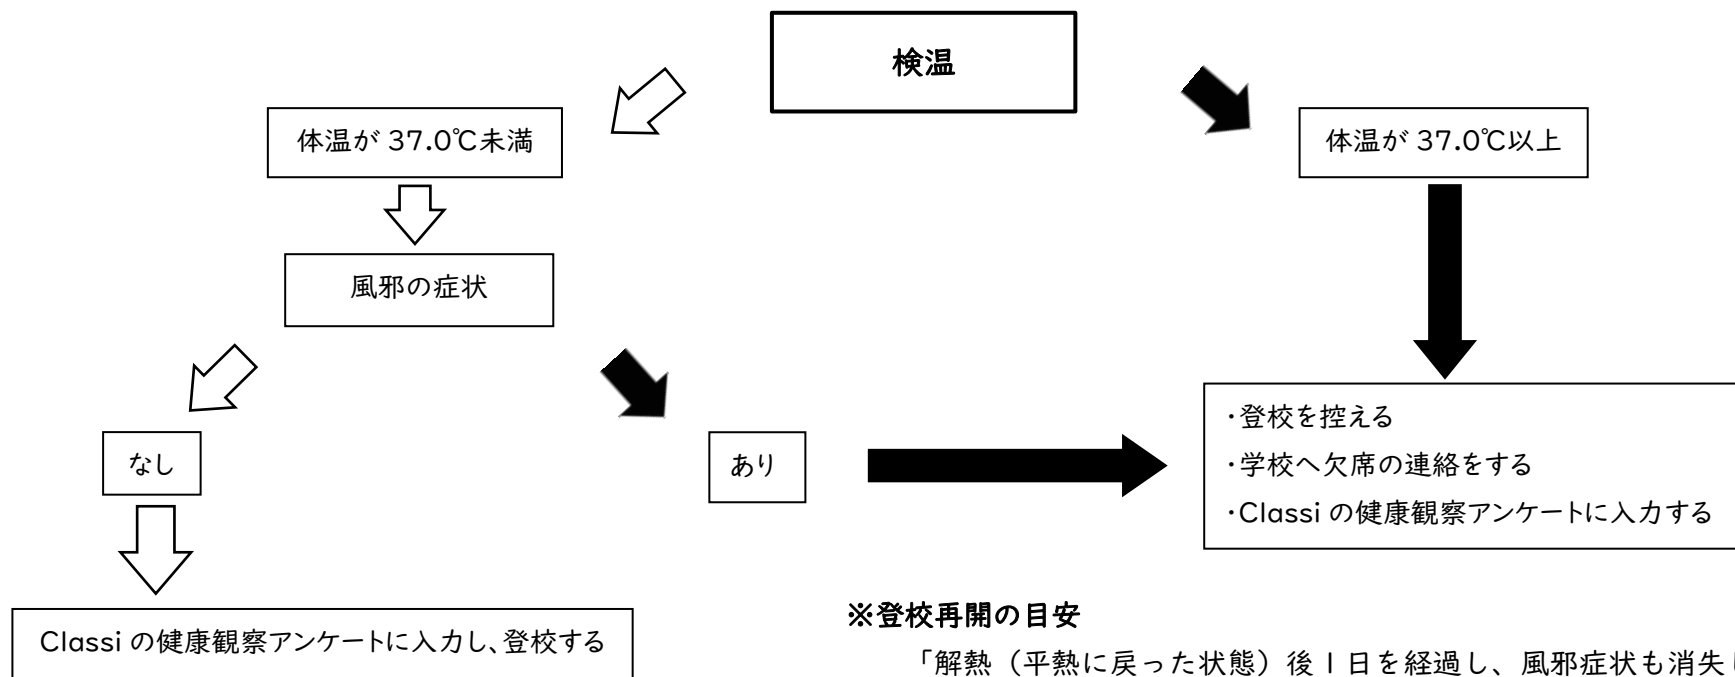 検温
体温が 37.0℃未満
体温が 37.0℃以上
風邪の症状
なし
あり
・登校を控える
・学校へ欠席の連絡をする
・Classi の健康観察アンケートに入力する
Classi の健康観察アンケートに入力し、登校する
※登校再開の目安
「解熱（平熱に戻った状態）後１日を経過し、風邪症状も消失